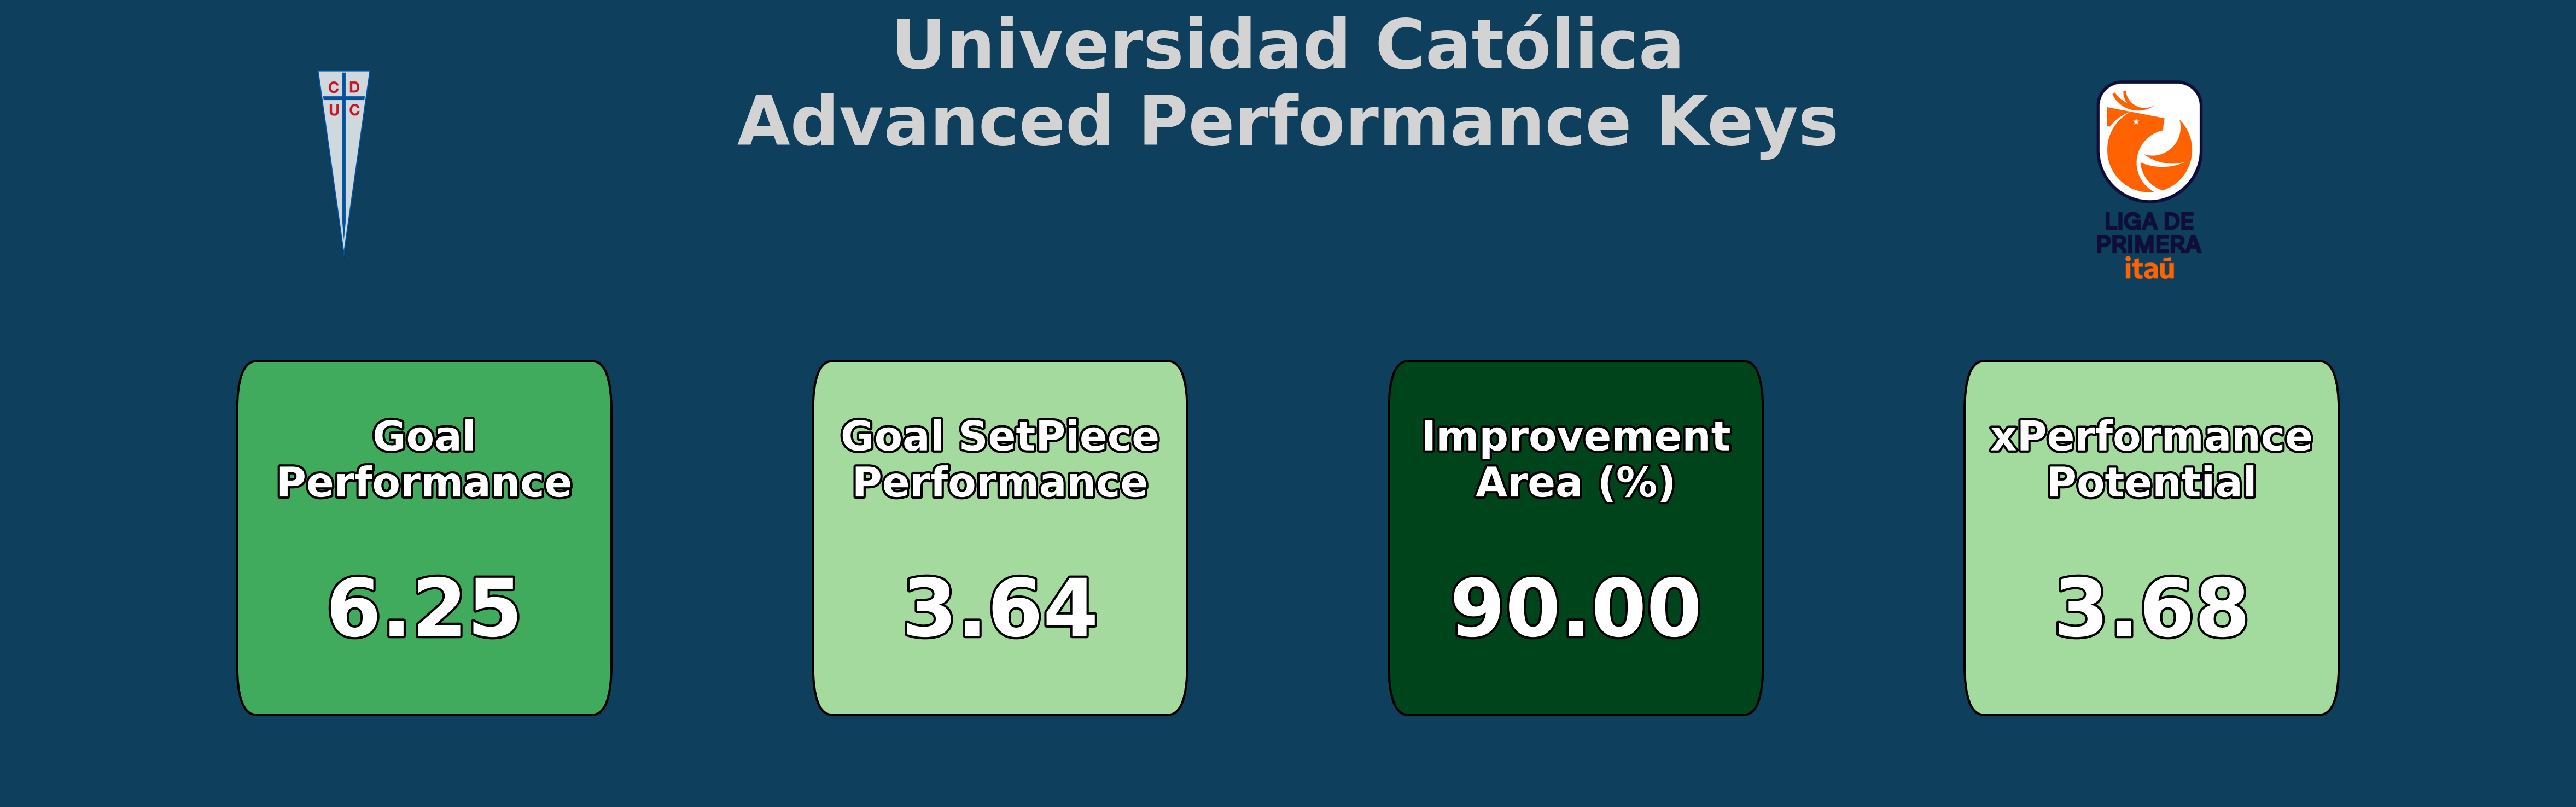 Universidad Católica
Advanced Performance Keys
C D
U C
LIGA DE
PRIMERA
itaú
Goal
Performance
6.25
Goal SetPiece
Performance
3.64
Improvement
Area (%)
90.00
xPerformance
Potential
3.68